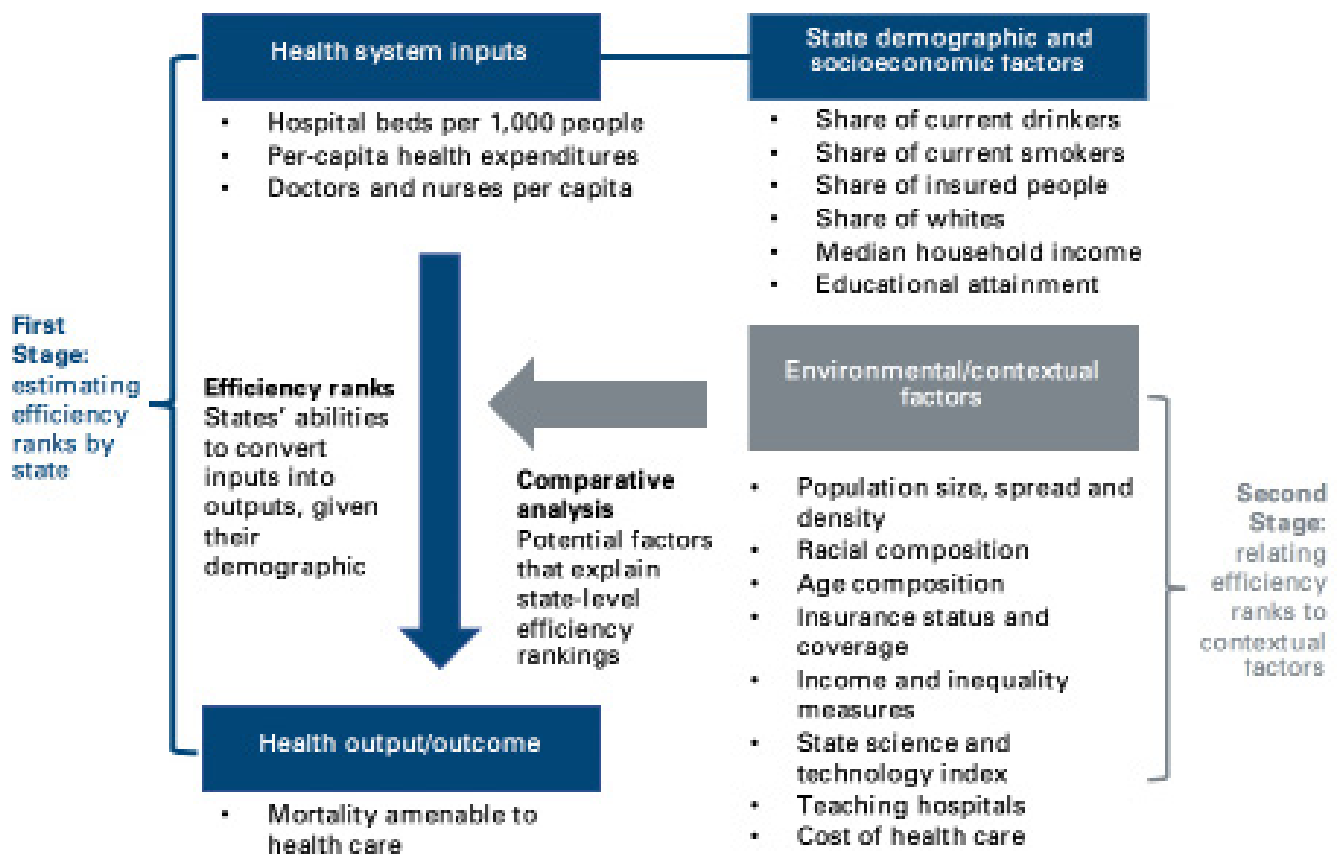 Health system inputs
• Hospital beds per 1,000 people
• Per-capita health expenditures
• Doctors and nurses per capita
State demographic and
socioeconomic factors
• Share of current drinkers
• Share of current smokers
• Share of insured people
• Share of whites
• Median household income
• Educational attainment
First
Stage:
estimating
efficiency
ranks by
state
Efficiency ranks
States' abilities
to convert
inputs into
outputs, given
their
demographic
Comparative
analysis
Potential factors
that explain
state-level
efficiency
rankings
Environmental/contextual
factors
• Population size, spread and
density
• Racial composition
• Age composition
• Insurance status and
coverage
• Income and inequality
measures
• State science and
technology index
• Teaching hospitals
• Cost of health care
Second
Stage:
relating
efficiency
ranks to
contextual
factors
Health output/outcome
• Mortality amenable to
health care